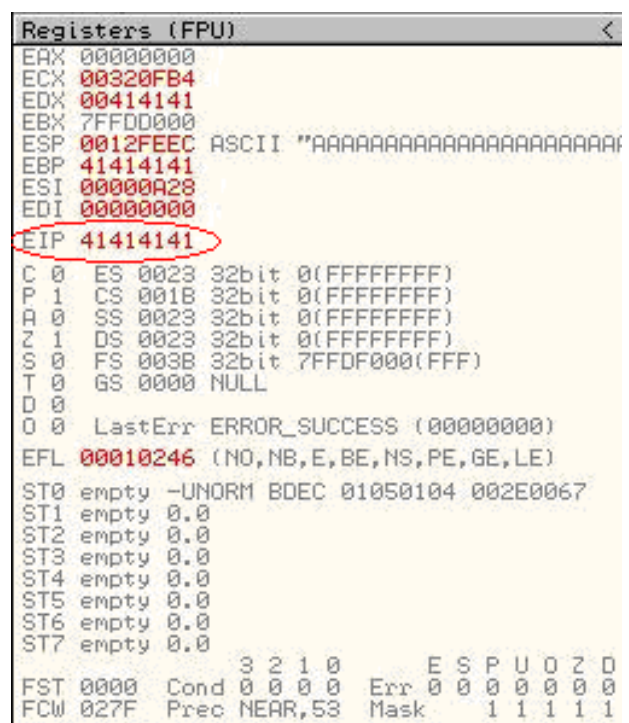 Registers (FPU) <
EAX 00000000
ECX 00320FB4
EDX 00414141
EBX 7FFDD000
ESP 0012FEEC ASCII "AAAAAAAAAAAAAAAAAAAAAA
EBP 41414141
ESI 00000A28
EDI 00000000
EIP 41414141
C 0 ES 0023 32bit 0(FFFFFFFF)
P 1 CS 001B 32bit 0(FFFFFFFF)
A 0 SS 0023 32bit 0(FFFFFFFF)
Z 1 DS 0023 32bit 0(FFFFFFFF)
S 0 FS 003B 32bit 7FFDF000(FFF)
T 0 GS 0000 NULL
D 0
O 0 LastErr ERROR_SUCCESS (00000000)
EFL 00010246 (NO,NB,E,BE,NS,PE,GE,LE)
ST0 empty -UNORM BDEC 01050104 002E0067
ST1 empty 0.0
ST2 empty 0.0
ST3 empty 0.0
ST4 empty 0.0
ST5 empty 0.0
ST6 empty 0.0
ST7 empty 0.0
3 2 1 0 E S P U O Z D
FST 0000 Cond 0 0 0 0 Err 0 0 0 0 0 0 0
FCW 027F Prec NEAR,53 Mask 1 1 1 1 1